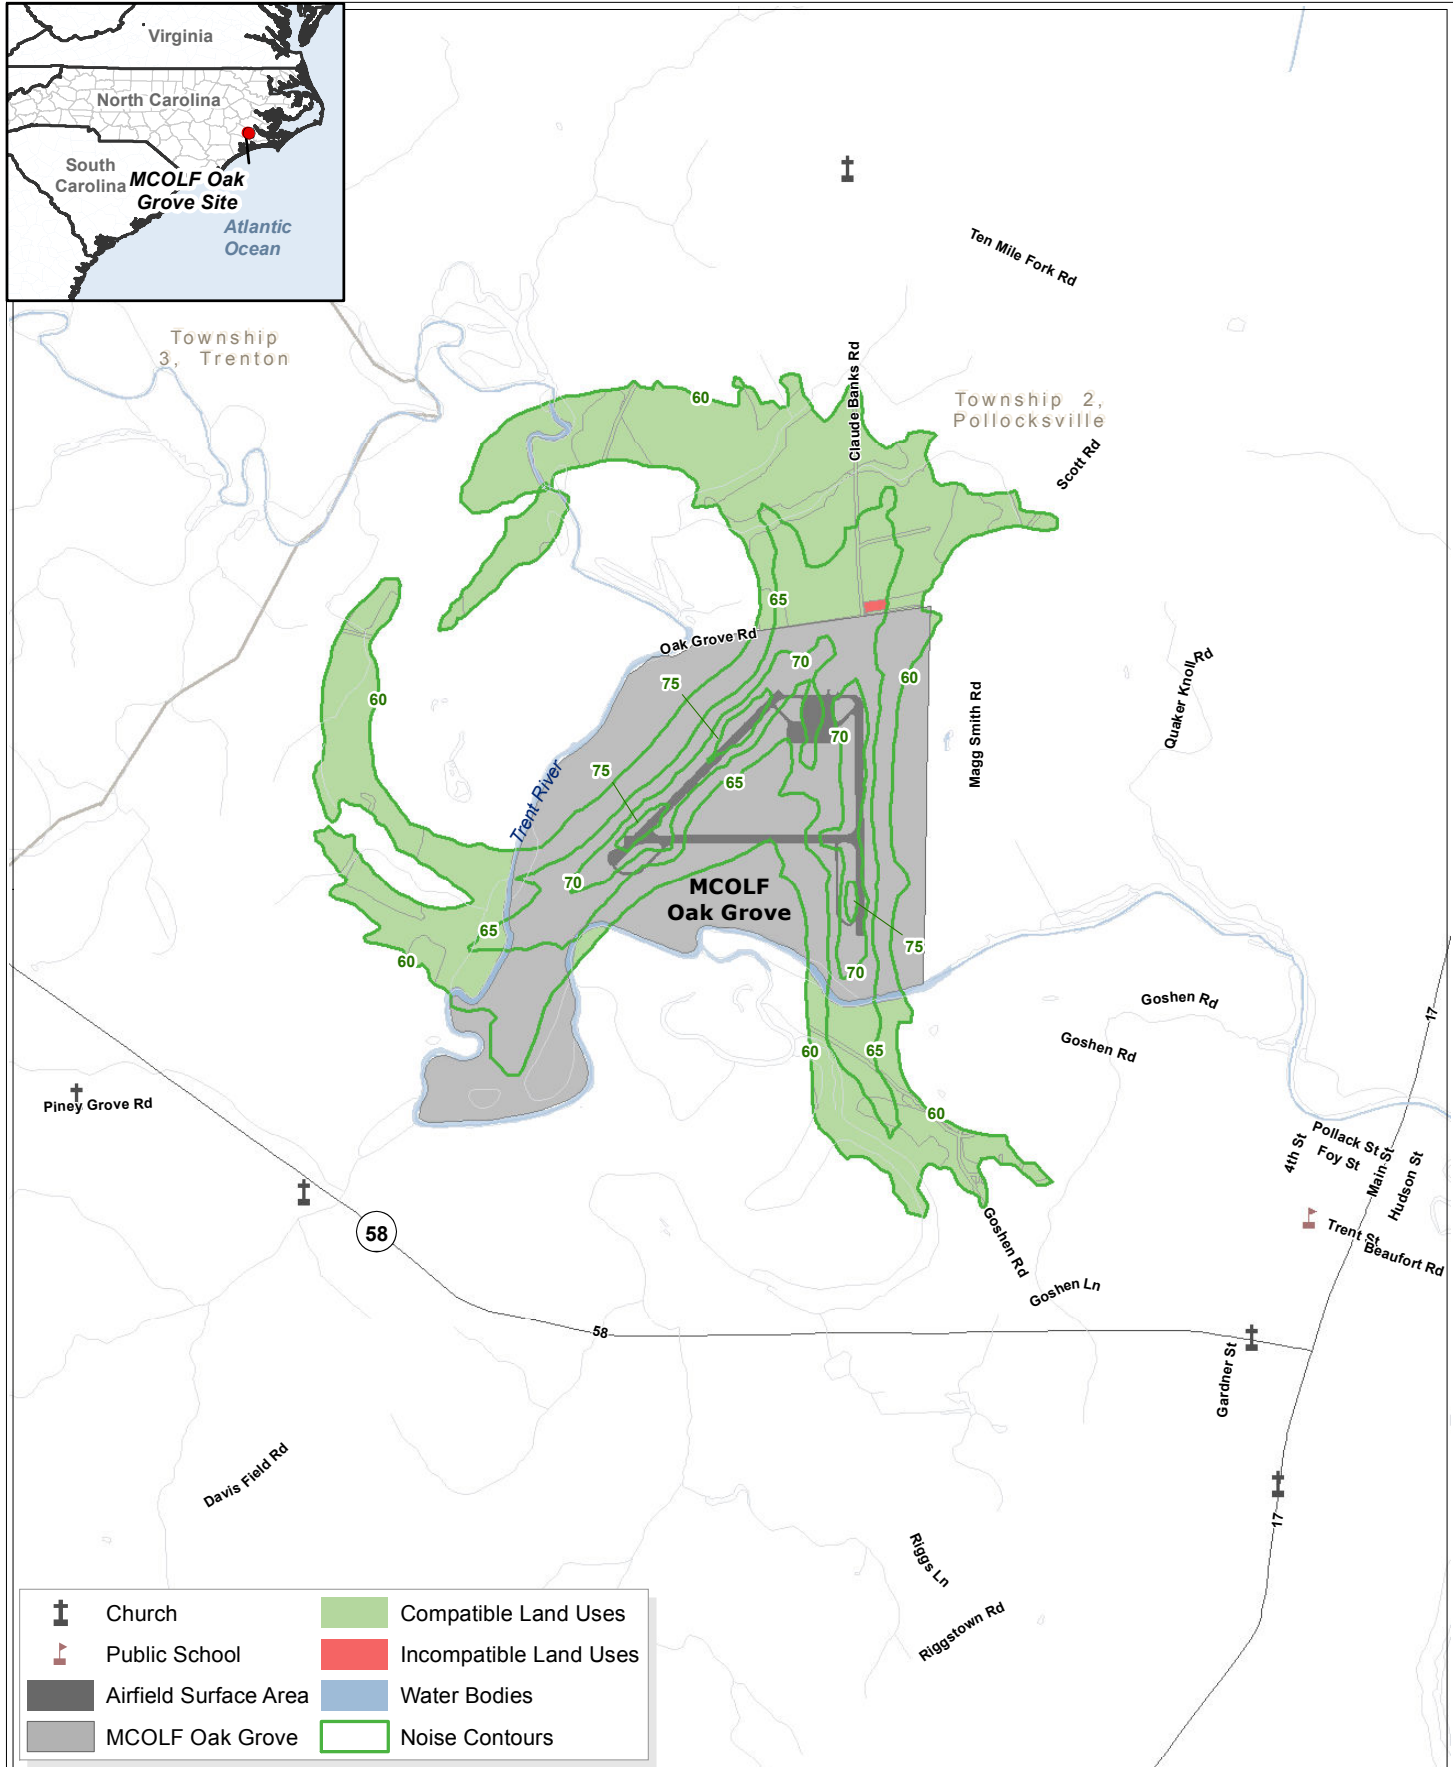 Virginia
North Carolina
South
Carolina
MCOLF Oak
Grove Site
Atlantic
Ocean
Ten Mile Fork Rd
Township
3, Trenton
Claude Banks Rd
60
Township 2,
Pollocksville
Scott Rd
65
Oak Grove Rd
70
75
60
60
Quaker Knoll Rd
Magg Smith Rd
70
75
65
Trent River
70
MCOLF
Oak Grove
65
75
60
70
Goshen Rd
17
Goshen Rd
60
65
60
Piney Grove Rd
4th St
Pollack St
Foy St
Main St
Hudson St
58
Goshen Rd
Trent St
Beaufort Rd
Goshen Ln
58
Gardner St
Davis Field Rd
17
Riggs Ln
Riggstown Rd
Church
Public School
Airfield Surface Area
MCOLF Oak Grove
Compatible Land Uses
Incompatible Land Uses
Water Bodies
Noise Contours